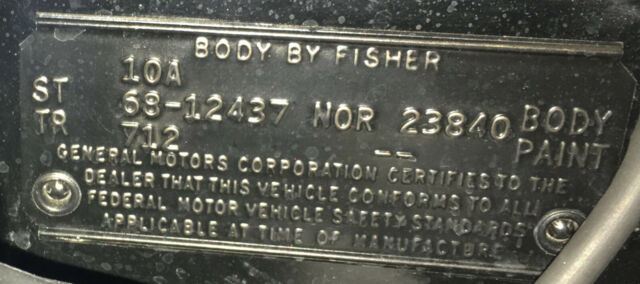 BODY BY FISHER
10A
ST 68-12437 NOR 23840 BODY
TR 712 -- PAINT
GENERAL MOTORS CORPORATION CERTIFIES TO THE
DEALER THAT THIS VEHICLE CONFORMS TO ALL
FEDERAL MOTOR VEHICLE SAFETY STANDARDS
APPLICABLE AT TIME OF MANUFACTURE